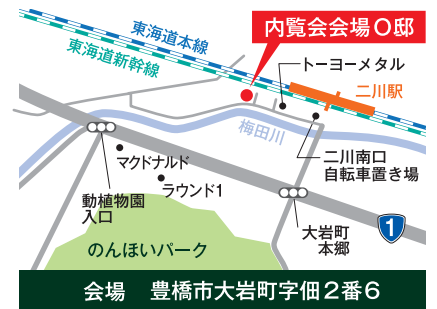 内覧会会場O邸
東海道本線
東海道新幹線
トーヨーメタル
二川駅
梅田川
二川南口
自転車置き場
マクドナルド
ラウンド1
動植物園
入口
大岩町
本郷
1
のんほいパーク
会場　豊橋市大岩町字佃2番6